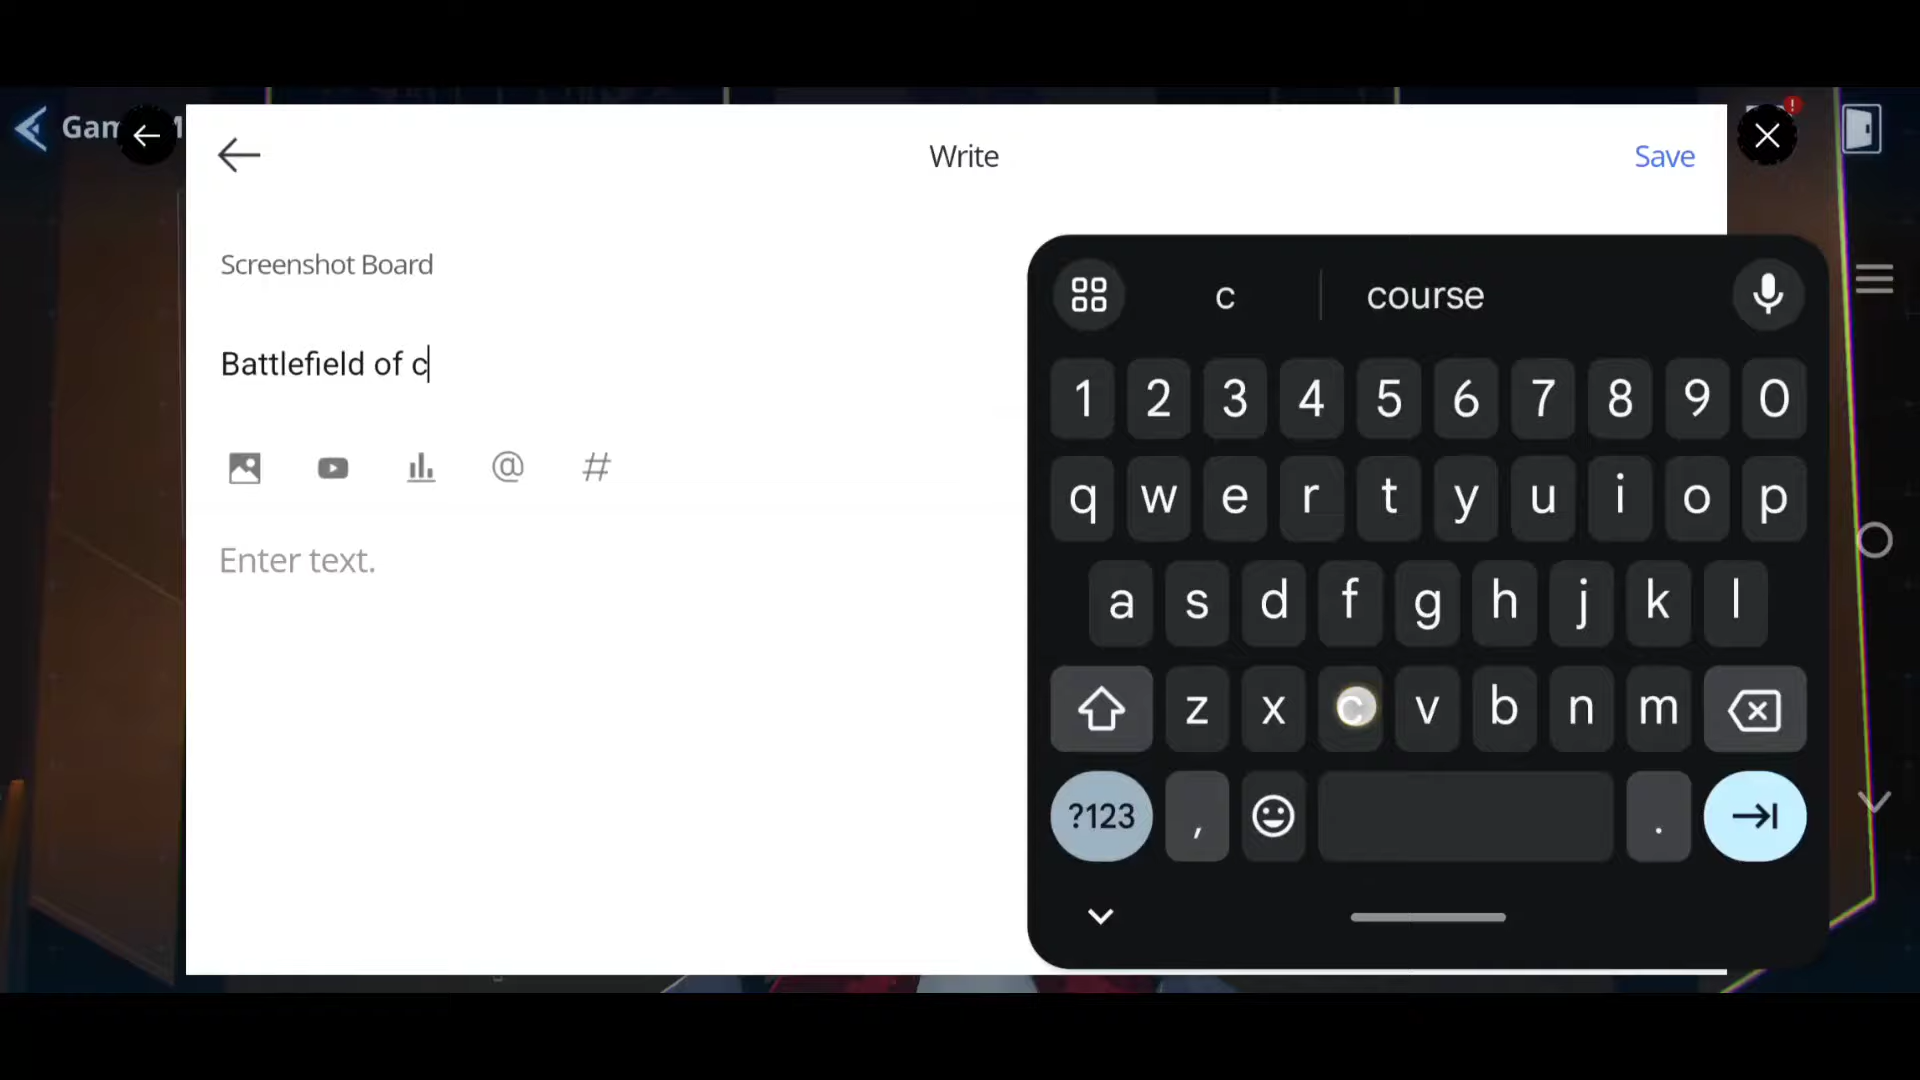 Gam
Write
Save
Screenshot Board
Battlefield of c
Enter text.
c course
1 2 3 4 5 6 7 8 9 0
q w e r t y u i o p
a s d f g h j k l
z x c v b n m
?123 , .